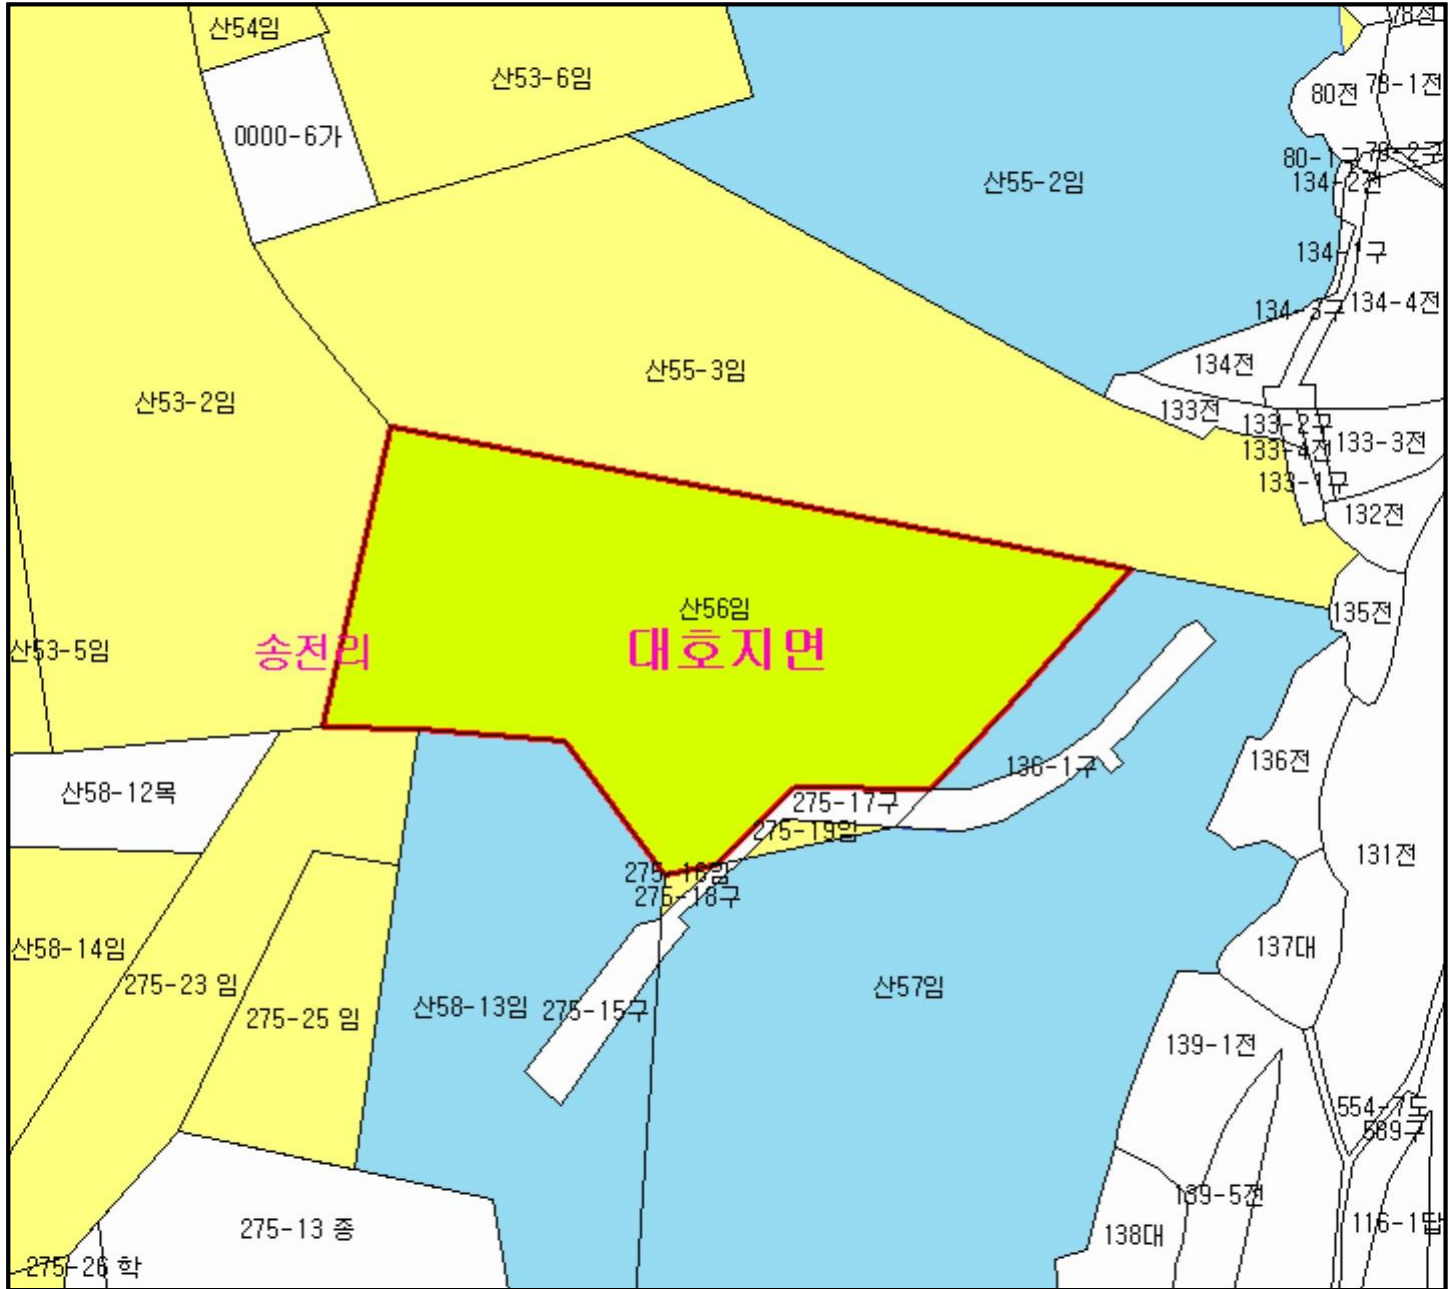 산54임
78전
산53-6임
80전
78-1전
0000-6가
80-1구
78-2구
산55-2임
134-2전
134-1구
134-3구
134-4전
134전
산55-3임
산53-2임
133전
133-2구
133-3전
133-4전
133-1구
132전
산56임
135전
송전리
대호지면
산53-5임
136-1구
136전
산58-12목
275-17구
275-19임
131전
275-16임
275-18구
산58-14임
137대
275-23 임
산57임
275-25 임
산58-13임
275-15구
139-1전
554-7도
589구
139-5전
116-1답
275-13 종
138대
275-26 학